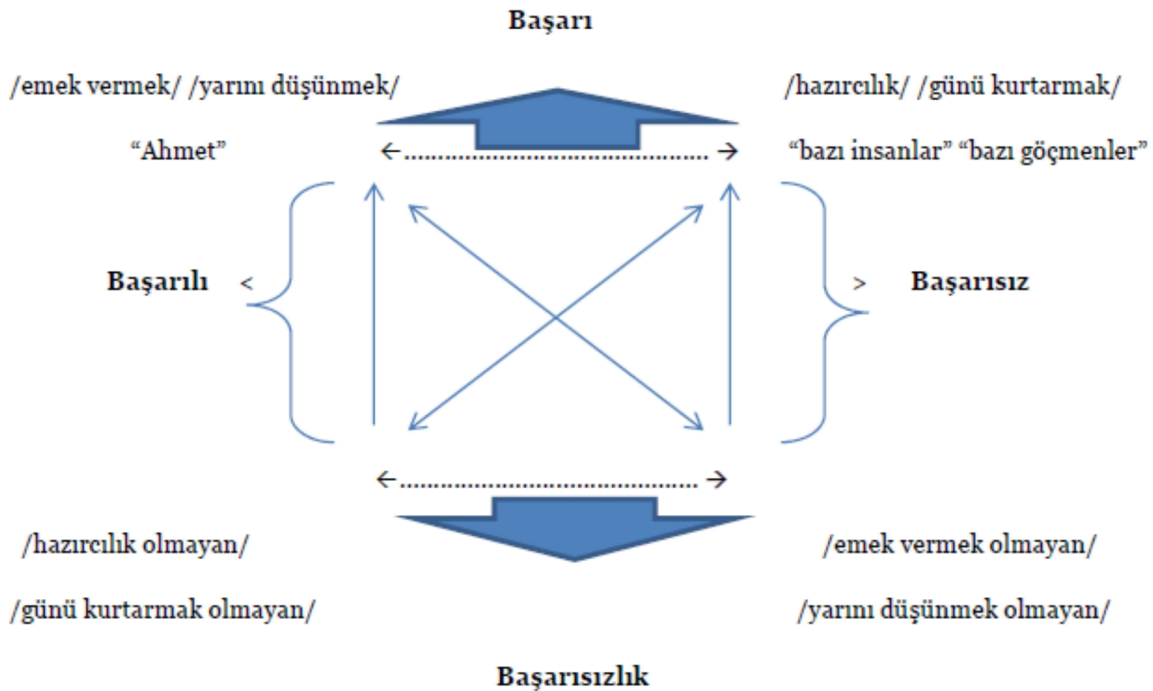 Başarı
/emek vermek/ /yarını düşünmek/ /hazırcılık/ /günü kurtarmak/
“Ahmet” ←............................................. → “bazı insanlar” “bazı göçmenler”
Başarılı < > Başarısız
←............................................. →
/hazırcılık olmayan/ /emek vermek olmayan/
/günü kurtarmak olmayan/ /yarını düşünmek olmayan/
Başarısızlık